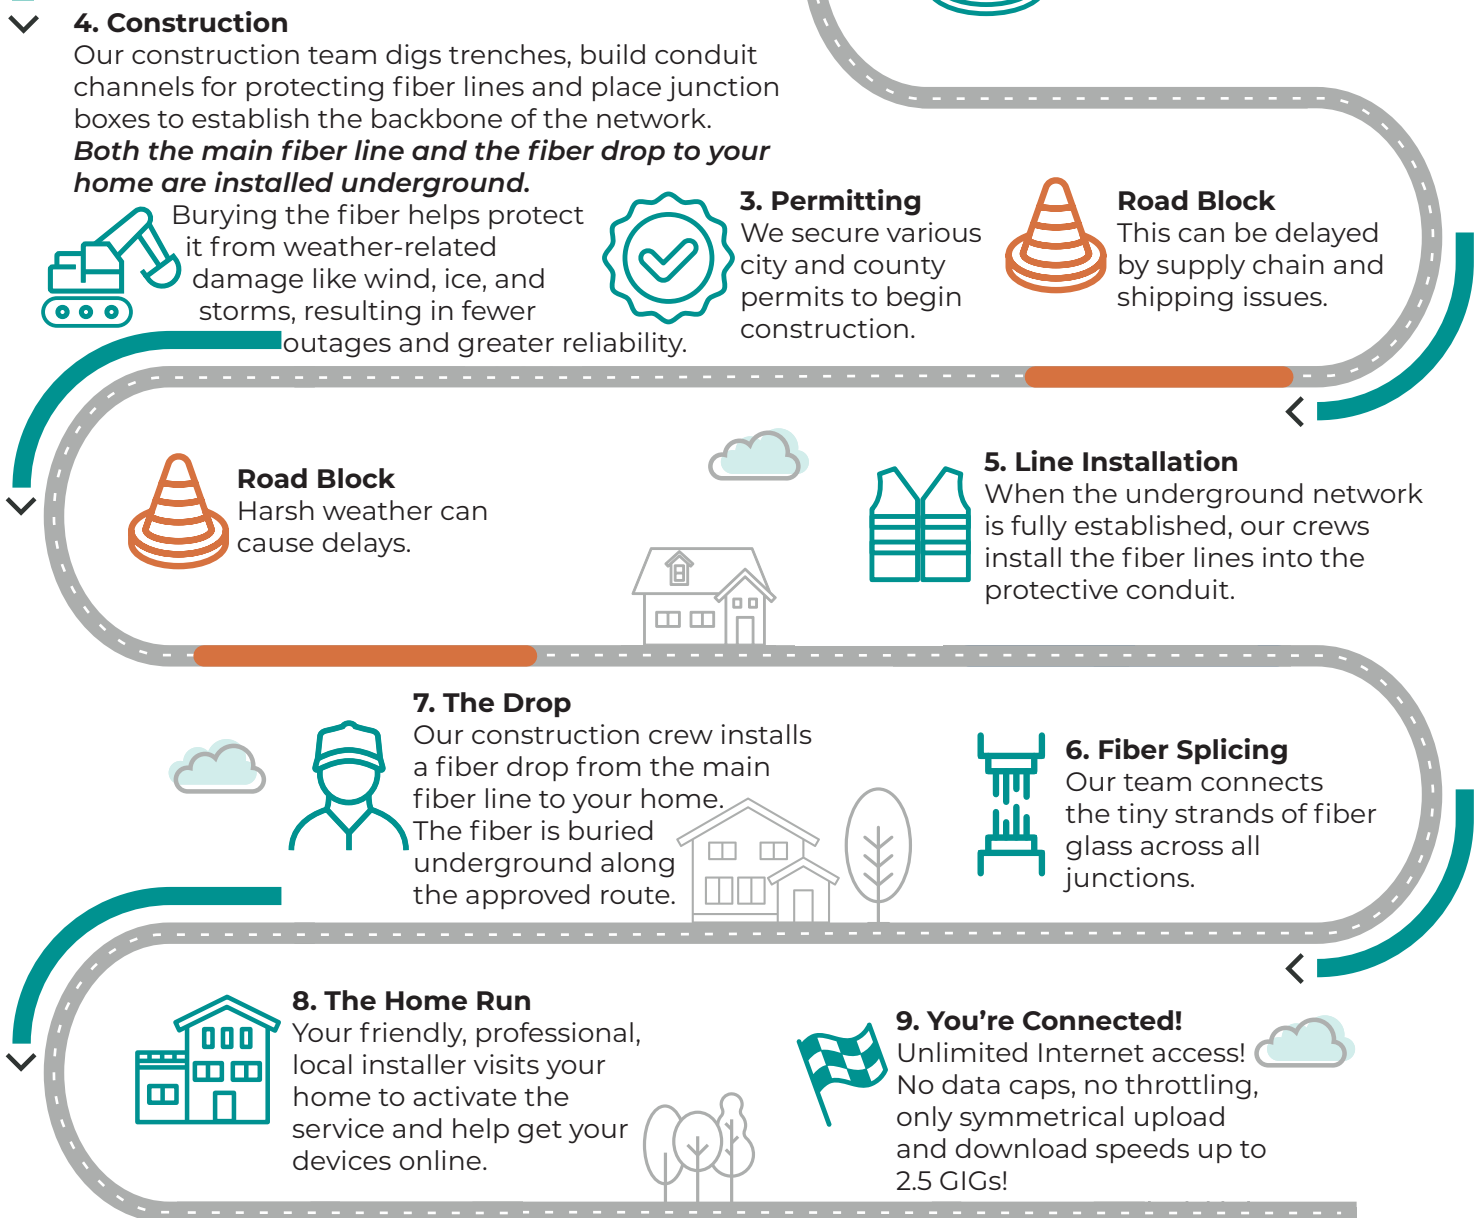 4. Construction
Our construction team digs trenches, build conduit
channels for protecting fiber lines and place junction
boxes to establish the backbone of the network.
Both the main fiber line and the fiber drop to your
home are installed underground.
Burying the fiber helps protect
it from weather-related
damage like wind, ice, and
storms, resulting in fewer
outages and greater reliability.
3. Permitting
We secure various
city and county
permits to begin
construction.
Road Block
This can be delayed
by supply chain and
shipping issues.
Road Block
Harsh weather can
cause delays.
5. Line Installation
When the underground network
is fully established, our crews
install the fiber lines into the
protective conduit.
7. The Drop
Our construction crew installs
a fiber drop from the main
fiber line to your home.
The fiber is buried
underground along
the approved route.
6. Fiber Splicing
Our team connects
the tiny strands of fiber
glass across all
junctions.
8. The Home Run
Your friendly, professional,
local installer visits your
home to activate the
service and help get your
devices online.
9. You’re Connected!
Unlimited Internet access!
No data caps, no throttling,
only symmetrical upload
and download speeds up to
2.5 GIGs!